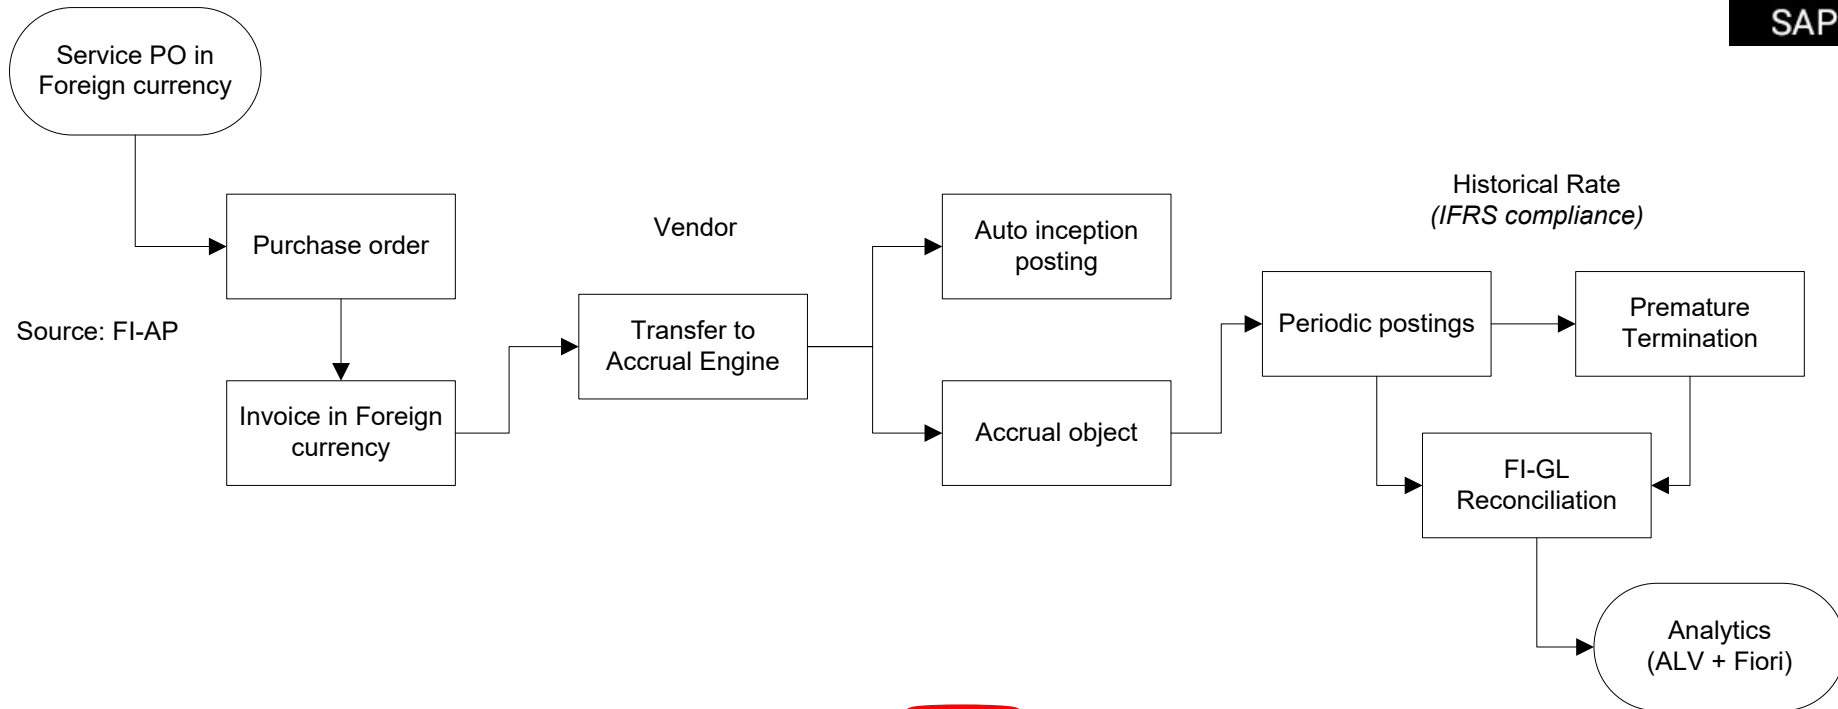 SAP
Service PO in
Foreign currency
Purchase order
Source: FI-AP
Invoice in Foreign
currency
Vendor
Transfer to
Accrual Engine
Auto inception
posting
Accrual object
Historical Rate
(IFRS compliance)
Periodic postings
Premature
Termination
FI-GL
Reconciliation
Analytics
(ALV + Fiori)